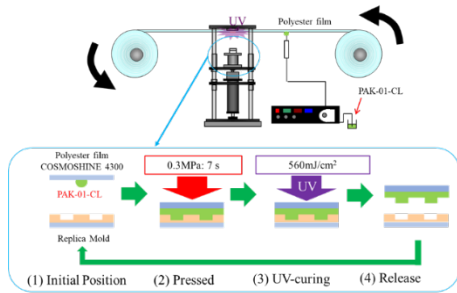 UV
Polyester film
PAK-01-CL
Polyester film
COSMOSHINE 4300
PAK-01-CL
Replica Mold
0.3MPa: 7 s
560mJ/cm²
UV
(1) Initial Position
(2) Pressed
(3) UV-curing
(4) Release